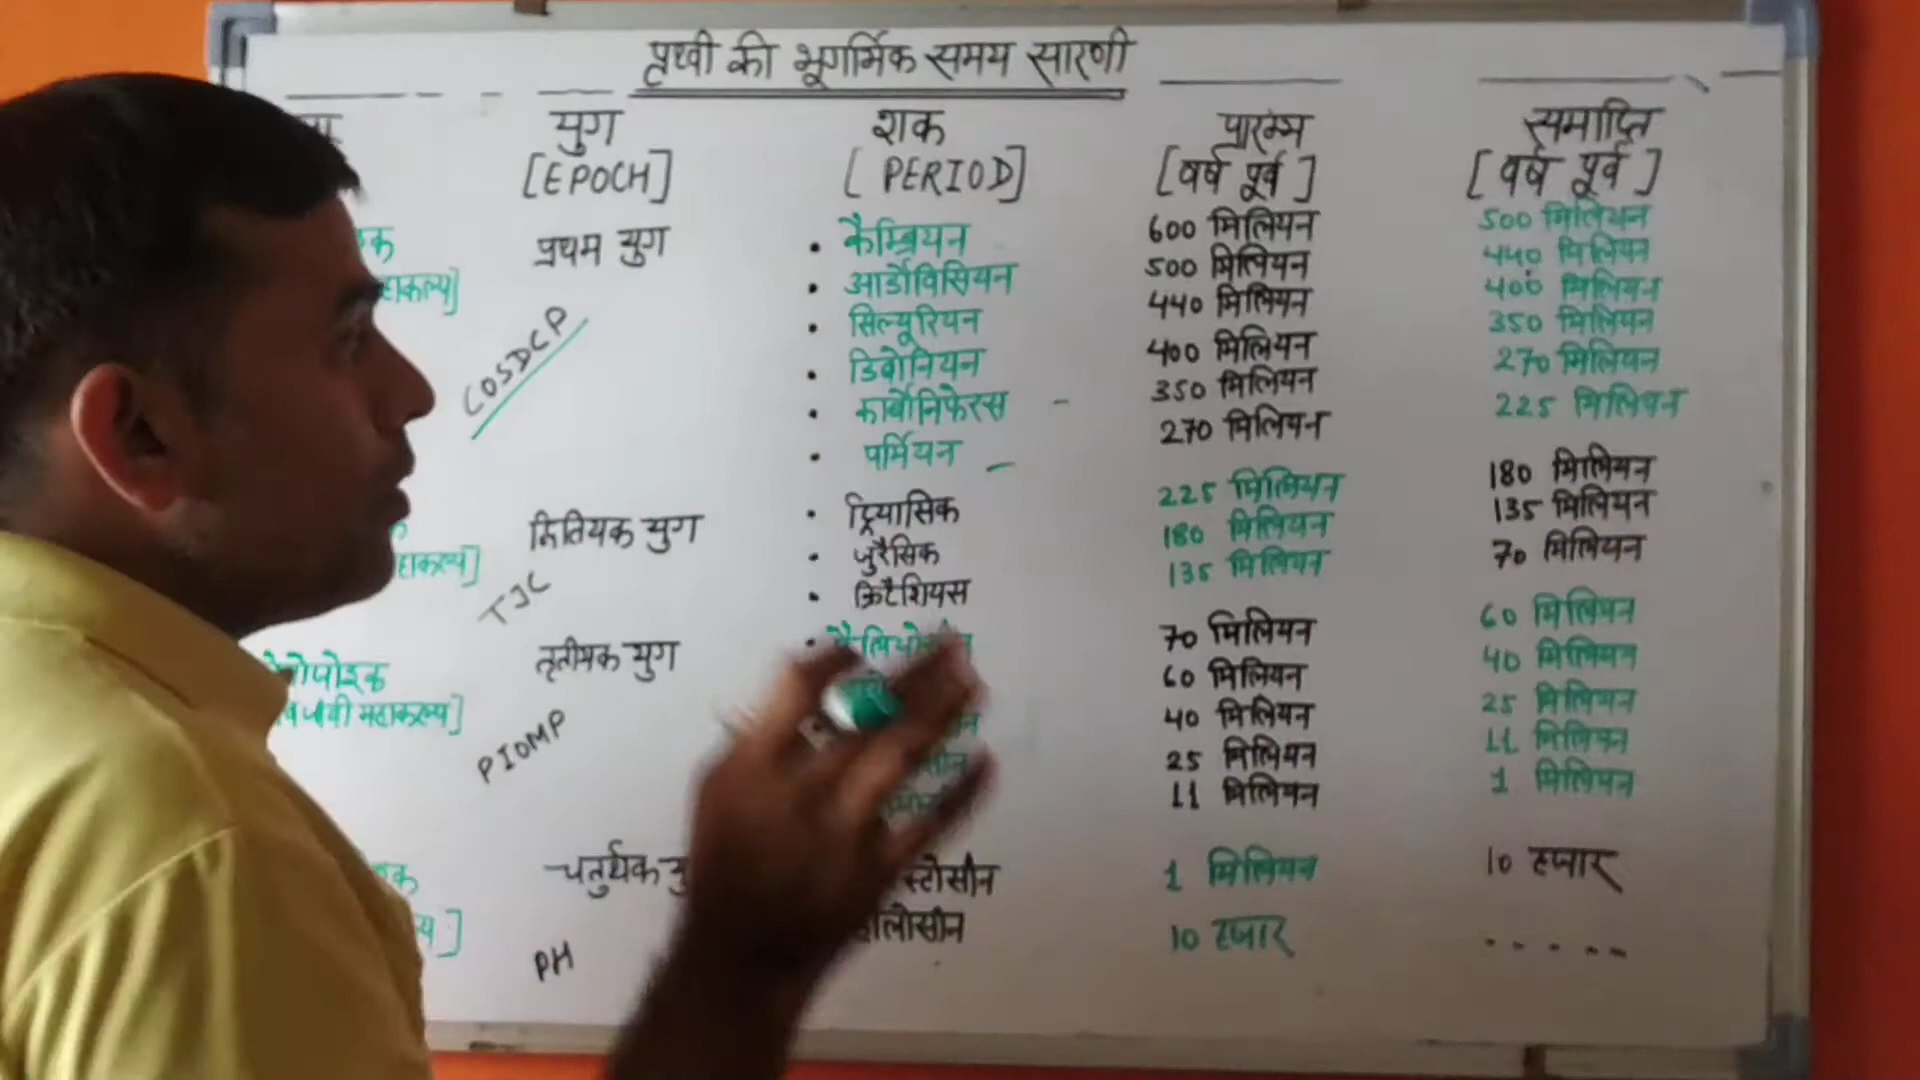 पृथ्वी की भूगर्मिक समय सारणी
युग शक प्रारम्भ समाप्ति
[EPOCH] [PERIOD] [वर्ष पूर्व] [वर्ष पूर्व]
प्रथम युग • कैम्ब्रियन 600 मिलियन 500 मिलियन
• आर्डोविसियन 500 मिलियन 440 मिलियन
COSDCP • सिल्यूरियन 440 मिलियन 400 मिलियन
• डिवोनियन 400 मिलियन 350 मिलियन
• कार्बोनिफेरस - 350 मिलियन 270 मिलियन
• पर्मियन - 270 मिलियन 225 मिलियन
द्वितियक युग • ट्रियासिक 225 मिलियन 180 मिलियन
• जुरैसिक 180 मिलियन 135 मिलियन
TJC • क्रिटैशियस 135 मिलियन 70 मिलियन
तृतीयक युग 70 मिलियन 60 मिलियन
60 मिलियन 40 मिलियन
महाकल्प] PIOMP 40 मिलियन 25 मिलियन
25 मिलियन 11 मिलियन
11 मिलियन 1 मिलियन
चतुर्थक 1 मिलियन 10 हजार
PH 10 हजार .....